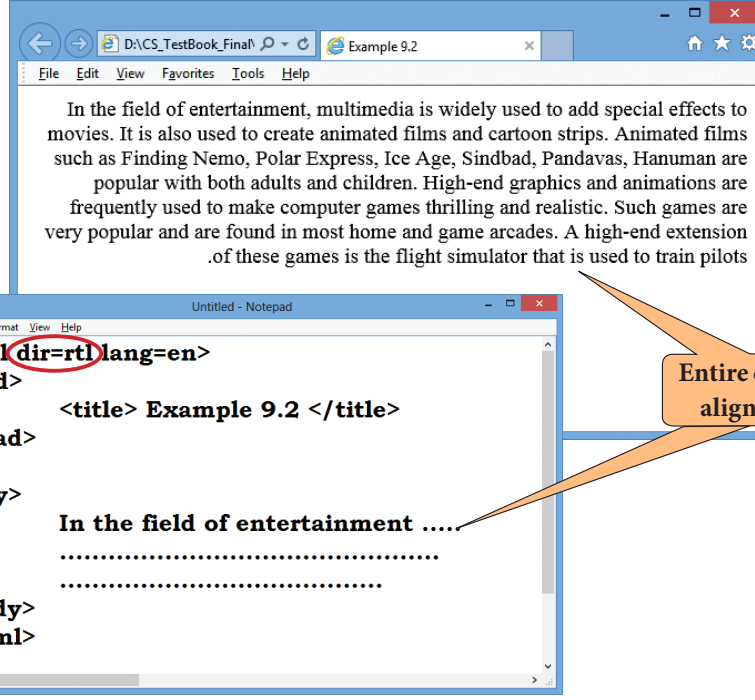 D:\CS_TestBook_Final\
Example 9.2
File Edit View Favorites Tools Help
In the field of entertainment, multimedia is widely used to add special effects to
movies. It is also used to create animated films and cartoon strips. Animated films
such as Finding Nemo, Polar Express, Ice Age, Sindbad, Pandavas, Hanuman are
popular with both adults and children. High-end graphics and animations are
frequently used to make computer games thrilling and realistic. Such games are
very popular and are found in most home and game arcades. A high-end extension
.of these games is the flight simulator that is used to train pilots
Untitled - Notepad
rmat View Help
l dir=rtl lang=en>
d>
<title> Example 9.2 </title>
ad>
y>
In the field of entertainment .....
...............................................
........................................
dy>
ml>
Entire
align